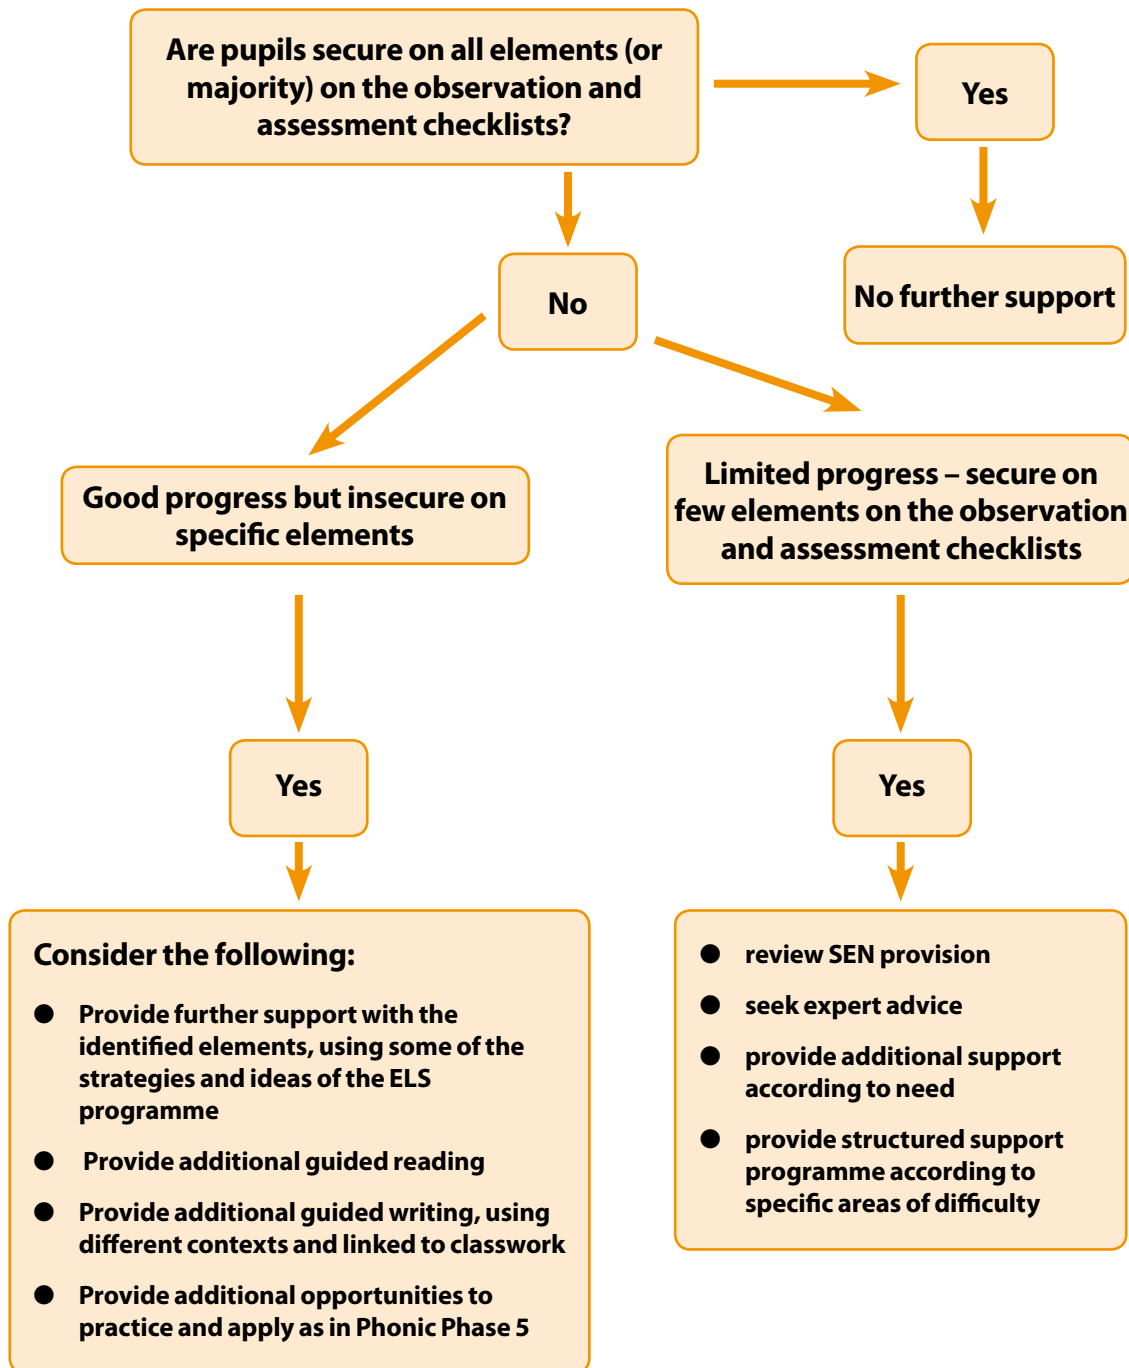 Are pupils secure on all elements (or
majority) on the observation and
assessment checklists?
Yes
No further support
No
Good progress but insecure on
specific elements
Limited progress – secure on
few elements on the observation
and assessment checklists
Yes
Yes
Consider the following:
● Provide further support with the
identified elements, using some of the
strategies and ideas of the ELS
programme
● Provide additional guided reading
● Provide additional guided writing, using
different contexts and linked to classwork
● Provide additional opportunities to
practice and apply as in Phonic Phase 5
● review SEN provision
● seek expert advice
● provide additional support
according to need
● provide structured support
programme according to
specific areas of difficulty